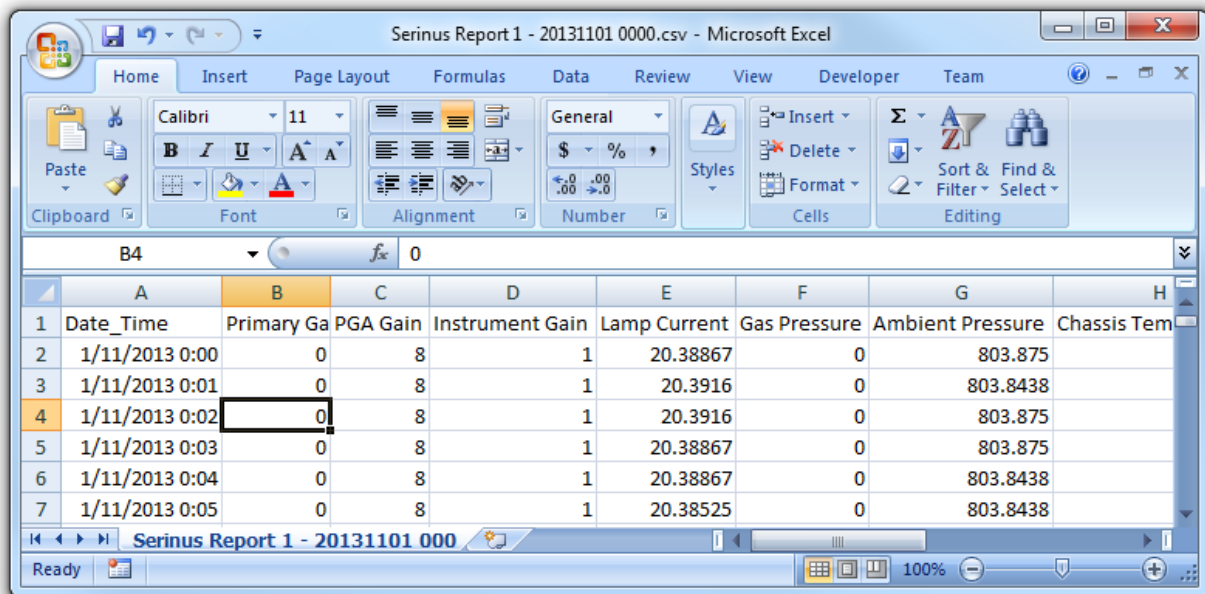 Serinus Report 1 - 20131101 0000.csv - Microsoft Excel
Home Insert Page Layout Formulas Data Review View Developer Team
Paste
Clipboard
Calibri 11
B I U A A
Font
Alignment
General
$ % ,
.00 .0 .00
Number
Styles
Insert
Delete
Format
Cells
Σ
Sort & Filter
Find & Select
Editing
B4 fx 0
A B C D E F G H
1 Date_Time Primary Ga PGA Gain Instrument Gain Lamp Current Gas Pressure Ambient Pressure Chassis Tem
2 1/11/2013 0:00 0 8 1 20.38867 0 803.875
3 1/11/2013 0:01 0 8 1 20.3916 0 803.8438
4 1/11/2013 0:02 0 8 1 20.3916 0 803.875
5 1/11/2013 0:03 0 8 1 20.38867 0 803.875
6 1/11/2013 0:04 0 8 1 20.38867 0 803.8438
7 1/11/2013 0:05 0 8 1 20.38525 0 803.8438
Serinus Report 1 - 20131101 000
Ready 100%